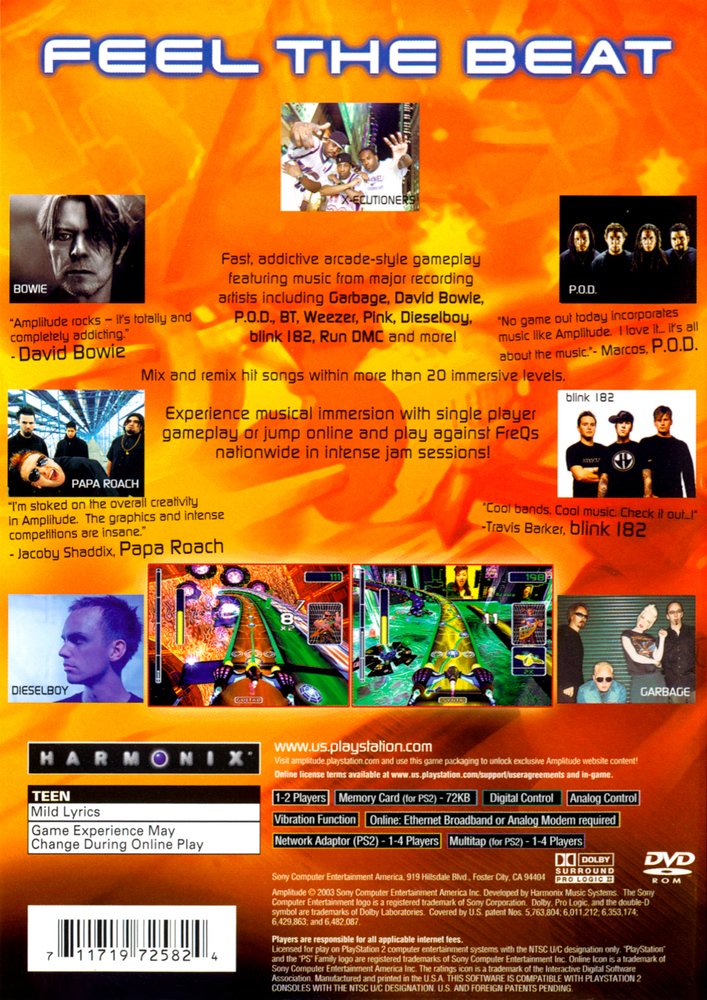 FEEL THE BEAT
X-ECUTIONERS
BOWIE
P.O.D.
Fast, addictive arcade-style gameplay
featuring music from major recording
artists including Garbage, David Bowie,
P.O.D., BT, Weezer, Pink, Dieselboy,
blink 182, Run DMC and more!
"Amplitude rocks – it's totally and
completely addicting."
- David Bowie
"No game out today incorporates
music like Amplitude. I love it... it's all
about the music."- Marcos, P.O.D.
Mix and remix hit songs within more than 20 immersive levels.
PAPA ROACH
blink 182
Experience musical immersion with single player
gameplay or jump online and play against FreQs
nationwide in intense jam sessions!
"I'm stoked on the overall creativity
in Amplitude. The graphics and intense
competitions are insane."
- Jacoby Shaddix, Papa Roach
"Cool bands. Cool music. Check it out...!"
-Travis Barker, blink 182
DIESELBOY
111
8
X2
198
11
GARBAGE
HARMONIX
www.us.playstation.com
Visit amplitude.playstation.com and use this game packaging to unlock exclusive Amplitude website content!
Online license terms available at www.us.playstation.com/support/useragreements and in-game.
TEEN
Mild Lyrics
Game Experience May
Change During Online Play
1-2 Players
Memory Card (for PS2) - 72KB
Digital Control
Analog Control
Vibration Function
Online: Ethernet Broadband or Analog Modem required
Network Adaptor (PS2) - 1-4 Players
Multitap (for PS2) - 1-4 Players
DOLBY
SURROUND
PRO LOGIC II
DVD
ROM
Sony Computer Entertainment America, 919 Hillsdale Blvd., Foster City, CA 94404
Amplitude © 2003 Sony Computer Entertainment America Inc. Developed by Harmonix Music Systems. The Sony
Computer Entertainment logo is a registered trademark of Sony Corporation. Dolby, Pro Logic, and the double-D
symbol are trademarks of Dolby Laboratories. Covered by U.S. patent Nos. 5,763,804; 6,011,212; 6,353,174;
6,429,863; and 6,482,087.
Players are responsible for all applicable internet fees.
Licensed for play on PlayStation 2 computer entertainment systems with the NTSC U/C designation only. "PlayStation"
and the "PS" Family logo are registered trademarks of Sony Computer Entertainment Inc. Online Icon is a trademark of
Sony Computer Entertainment America Inc. The ratings icon is a trademark of the Interactive Digital Software
Association. Manufactured and printed in the U.S.A. THIS SOFTWARE IS COMPATIBLE WITH PLAYSTATION 2
CONSOLES WITH THE NTSC U/C DESIGNATION. U.S. AND FOREIGN PATENTS PENDING.
7 11719 72582 4